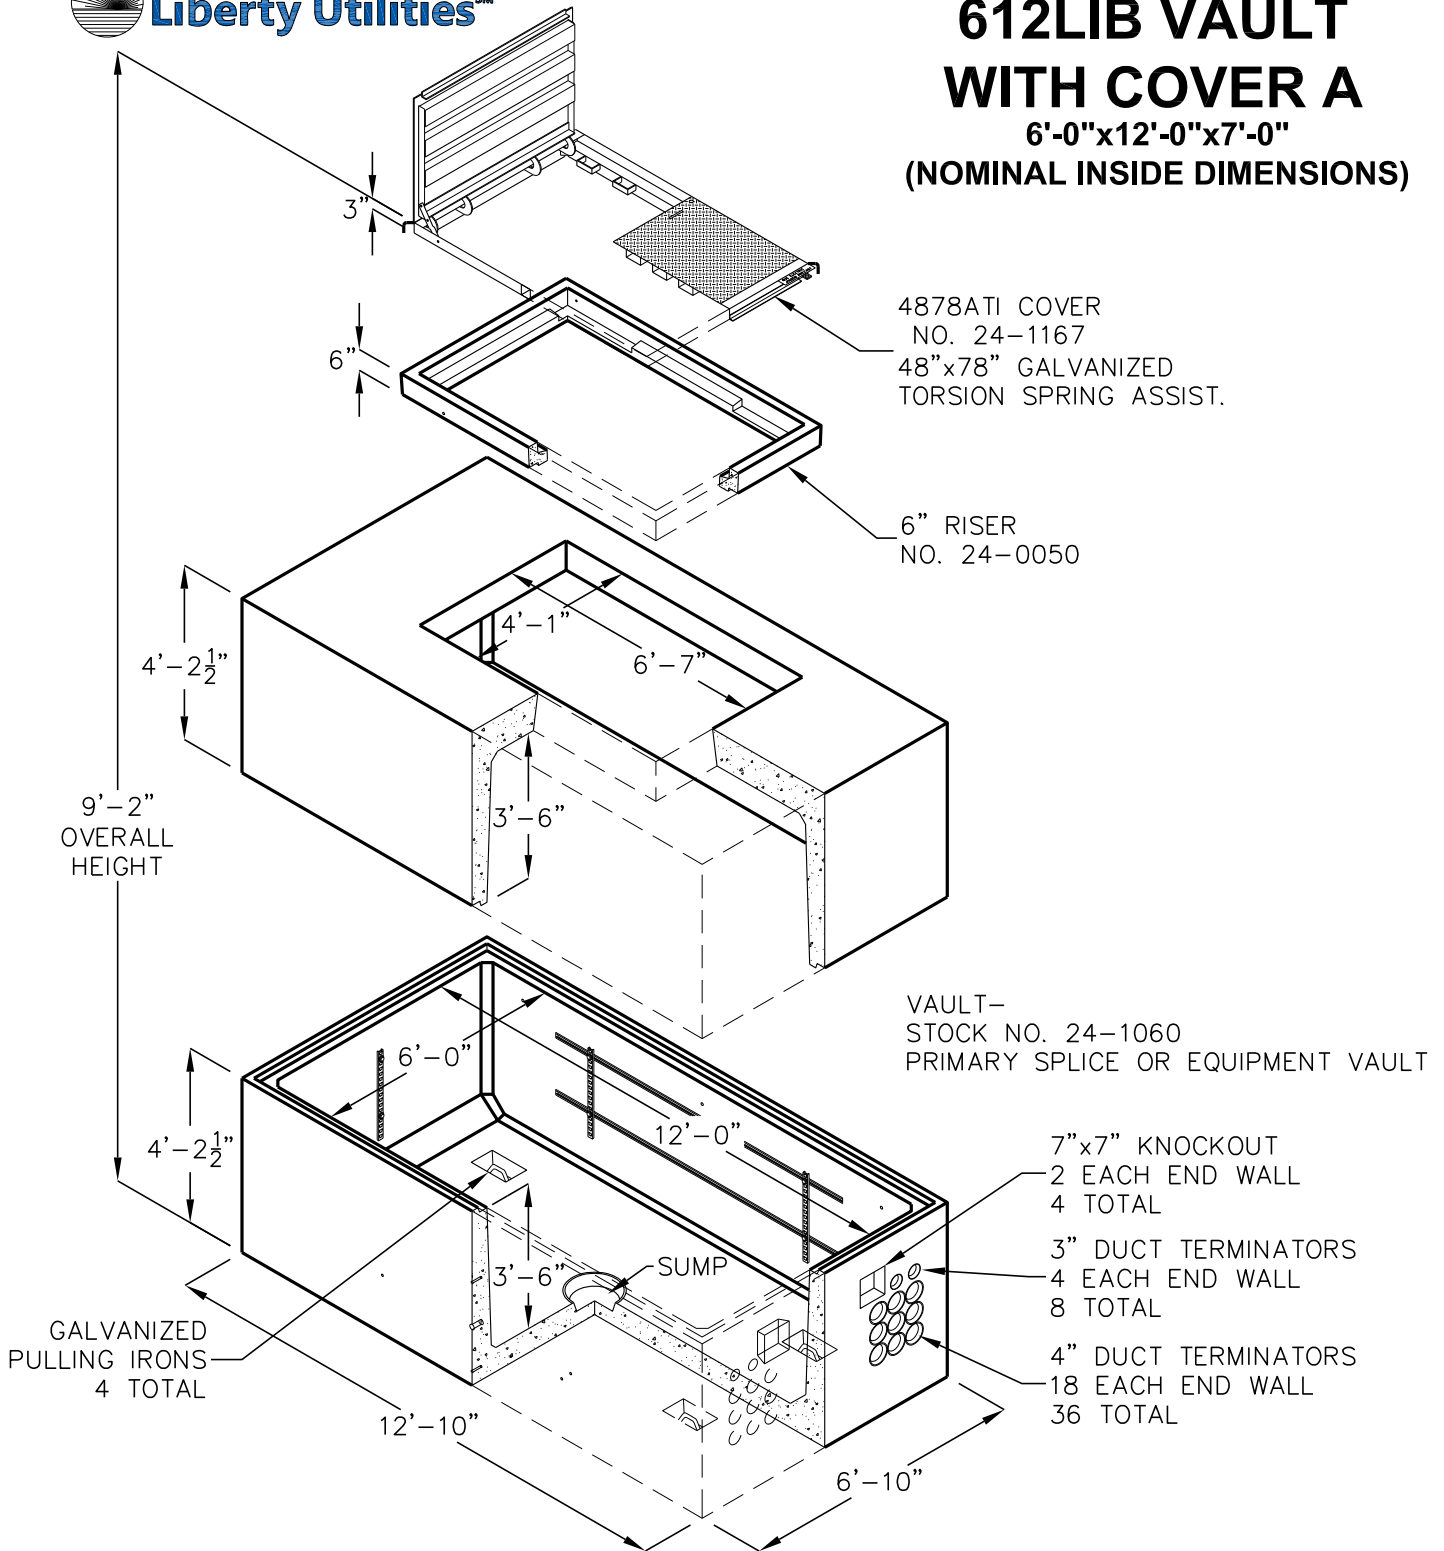 Liberty Utilities℠
612LIB VAULT
WITH COVER A
6'-0"x12'-0"x7'-0"
(NOMINAL INSIDE DIMENSIONS)
3"
6"
4878ATI COVER
NO. 24-1167
48"x78" GALVANIZED
TORSION SPRING ASSIST.
6" RISER
NO. 24-0050
4'-1"
6'-7"
4'-2½"
3'-6"
9'-2"
OVERALL
HEIGHT
VAULT-
STOCK NO. 24-1060
PRIMARY SPLICE OR EQUIPMENT VAULT
6'-0"
12'-0"
4'-2½"
3'-6"
SUMP
7"x7" KNOCKOUT
2 EACH END WALL
4 TOTAL
3" DUCT TERMINATORS
4 EACH END WALL
8 TOTAL
4" DUCT TERMINATORS
18 EACH END WALL
36 TOTAL
GALVANIZED
PULLING IRONS
4 TOTAL
12'-10"
6'-10"